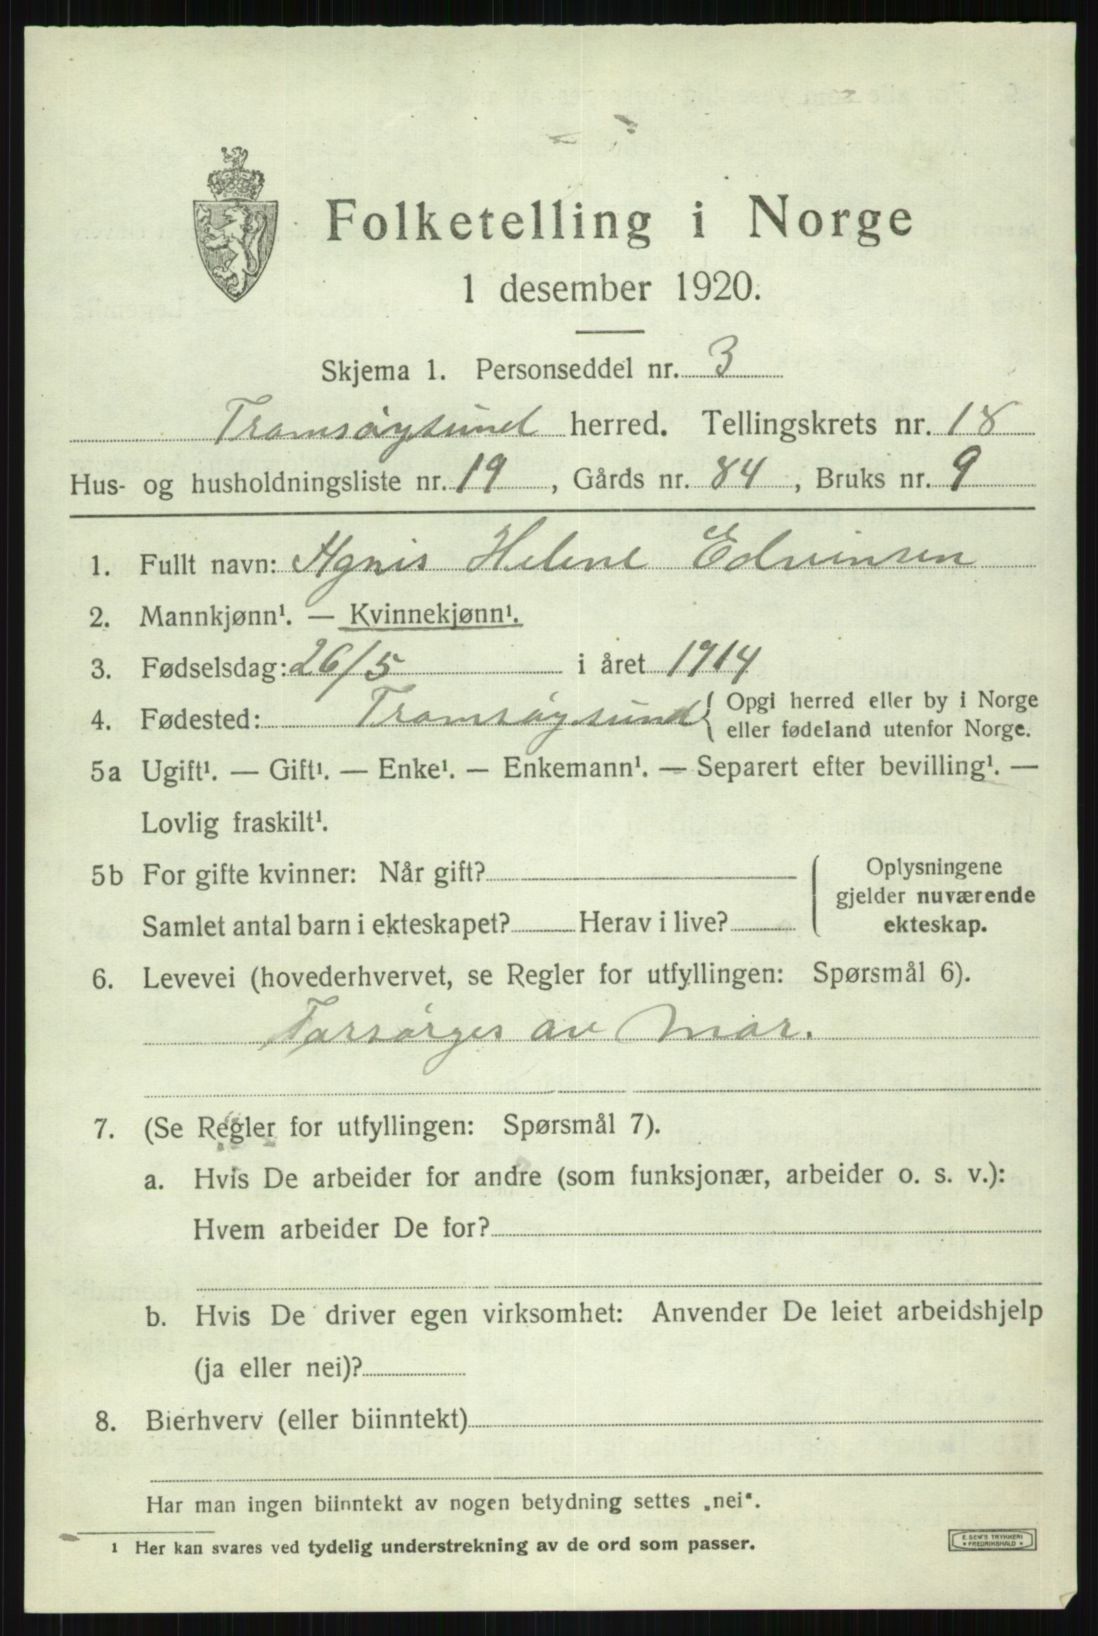 Folketelling i Norge
1 desember 1920.
Skjema 1. Personseddel nr. 3
Tromsøysund herred. Tellingskrets nr. 18
Hus- og husholdningsliste nr. 19, Gårds nr. 84, Bruks nr. 9
1. Fullt navn: Agnis Helene Edvinsen
2. Mannkjønn¹. — Kvinnekjønn¹.
3. Fødselsdag: 26/5 i året 1914
4. Fødested: Tromsøysund { Opgi herred eller by i Norge
eller fødeland utenfor Norge.
5a Ugift¹. — Gift¹. — Enke¹. — Enkemann¹. — Separert efter bevilling¹. —
Lovlig fraskilt¹.
5b For gifte kvinner: Når gift?
Samlet antal barn i ekteskapet? Herav i live?
Oplysningene
gjelder nuværende
ekteskap.
6. Levevei (hovederhvervet, se Regler for utfyllingen: Spørsmål 6).
Forsørges av Mor.
7. (Se Regler for utfyllingen: Spørsmål 7).
a. Hvis De arbeider for andre (som funksjonær, arbeider o. s. v.):
Hvem arbeider De for?
b. Hvis De driver egen virksomhet: Anvender De leiet arbeidshjelp
(ja eller nei)?
8. Bierhverv (eller biinntekt)
Har man ingen biinntekt av nogen betydning settes „nei".
¹ Her kan svares ved tydelig understrekning av de ord som passer.
E. SEM'S TRYKKERI
• FREDRIKSHALD •